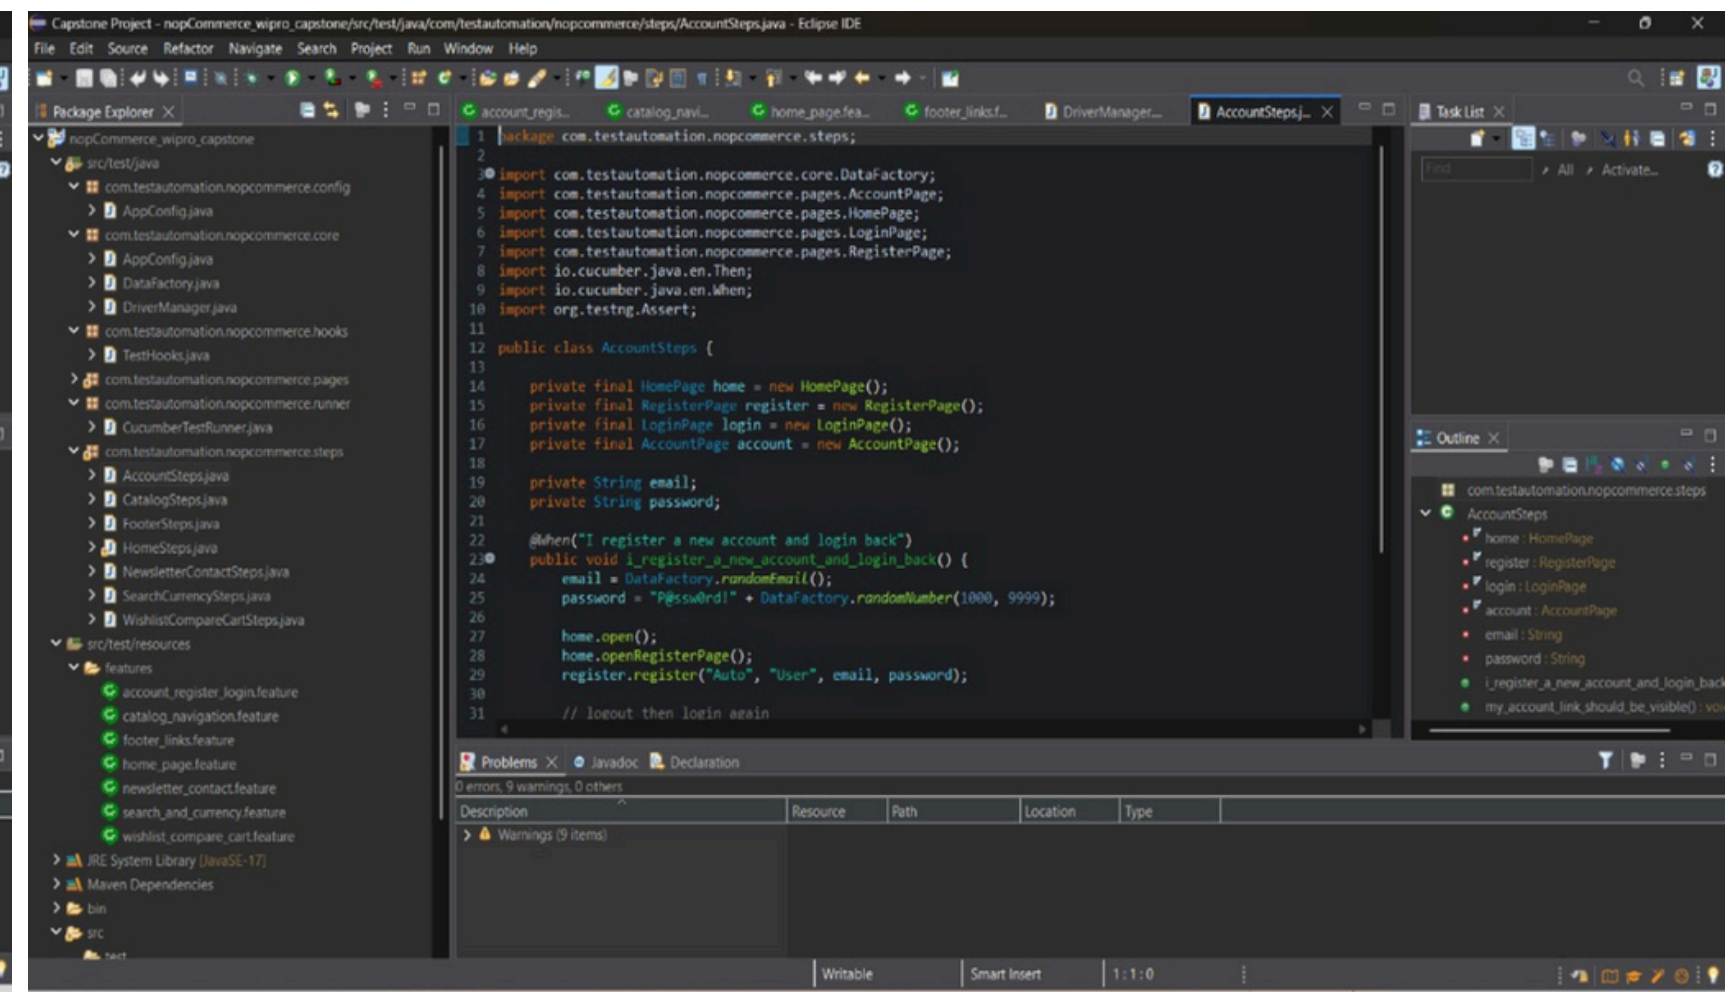 Capstone Project - nopCommerce_wipro_capstone/src/test/java/com/testautomation/nopcommerce/steps/AccountSteps.java - Eclipse IDE
File Edit Source Refactor Navigate Search Project Run Window Help
Package Explorer
nopCommerce_wipro_capstone
src/test/java
com.testautomation.nopcommerce.config
AppConfig.java
com.testautomation.nopcommerce.core
AppConfig.java
DataFactory.java
DriverManager.java
com.testautomation.nopcommerce.hooks
TestHooks.java
com.testautomation.nopcommerce.pages
com.testautomation.nopcommerce.runner
CucumberTestRunner.java
com.testautomation.nopcommerce.steps
AccountSteps.java
CatalogSteps.java
FooterSteps.java
HomeSteps.java
NewsletterContactSteps.java
SearchCurrencySteps.java
WishlistCompareCartSteps.java
src/test/resources
features
account_register_login.feature
catalog_navigation.feature
footer_links.feature
home_page.feature
newsletter_contact.feature
search_and_currency.feature
wishlist_compare_cart.feature
JRE System Library [JavaSE-17]
Maven Dependencies
bin
src
test
account_regis... catalog_navi... home_page.fea... footer_links.f... DriverManager.... AccountSteps.j...
1 package com.testautomation.nopcommerce.steps;
2
3 import com.testautomation.nopcommerce.core.DataFactory;
4 import com.testautomation.nopcommerce.pages.AccountPage;
5 import com.testautomation.nopcommerce.pages.HomePage;
6 import com.testautomation.nopcommerce.pages.LoginPage;
7 import com.testautomation.nopcommerce.pages.RegisterPage;
8 import io.cucumber.java.en.Then;
9 import io.cucumber.java.en.When;
10 import org.testng.Assert;
11
12 public class AccountSteps {
13
14 private final HomePage home = new HomePage();
15 private final RegisterPage register = new RegisterPage();
16 private final LoginPage login = new LoginPage();
17 private final AccountPage account = new AccountPage();
18
19 private String email;
20 private String password;
21
22 @When("I register a new account and login back")
23 public void i_register_a_new_account_and_login_back() {
24 email = DataFactory.randomEmail();
25 password = "P@ssw0rd!" + DataFactory.randomNumber(1000, 9999);
26
27 home.open();
28 home.openRegisterPage();
29 register.register("Auto", "User", email, password);
30
31 // logout then login again
Task List
Find All Activate...
Outline
com.testautomation.nopcommerce.steps
AccountSteps
home : HomePage
register : RegisterPage
login : LoginPage
account : AccountPage
email : String
password : String
i_register_a_new_account_and_login_back
my_account_link_should_be_visible() : voi
Problems Javadoc Declaration
0 errors, 9 warnings, 0 others
Description Resource Path Location Type
Warnings (9 items)
Writable Smart Insert 1:1:0